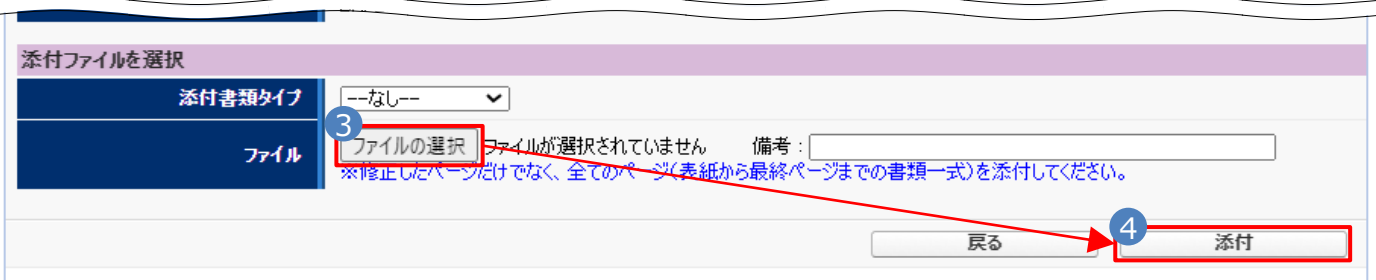 添付ファイルを選択
添付書類タイプ
--なし--
ファイル
3
ファイルの選択 ファイルが選択されていません 備考：
※修正したページだけでなく、全てのページ（表紙から最終ページまでの書類一式）を添付してください。
戻る
4
添付